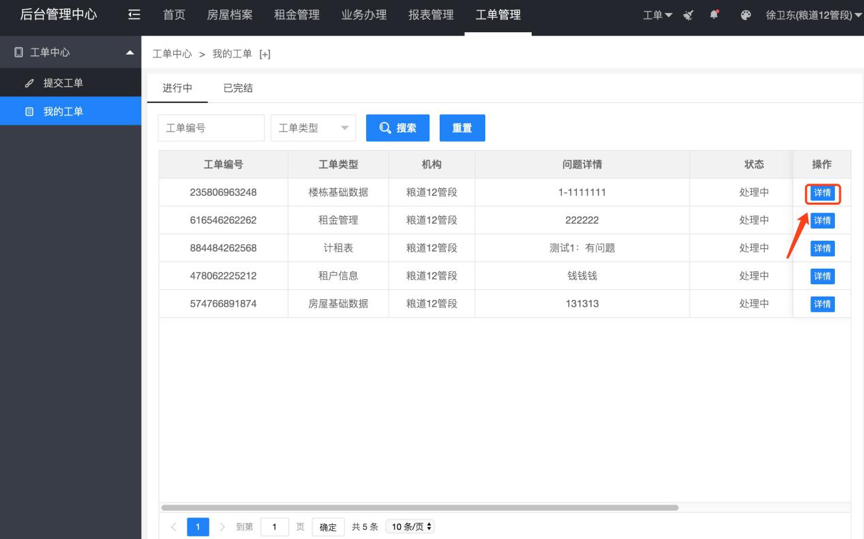 后台管理中心 首页 房屋档案 租金管理 业务办理 报表管理 工单管理 工单 徐卫东(粮道12管段)
工单中心
提交工单
我的工单
工单中心 > 我的工单 [+]
进行中 已完结
工单编号 工单类型 搜索 重置
工单编号 工单类型 机构 问题详情 状态 操作
235806963248 楼栋基础数据 粮道12管段 1-1111111 处理中 详情
616546262262 租金管理 粮道12管段 222222 处理中 详情
884484262568 计租表 粮道12管段 测试1：有问题 处理中 详情
478062225212 租户信息 粮道12管段 钱钱钱 处理中 详情
574766891874 房屋基础数据 粮道12管段 131313 处理中 详情
1 到第 1 页 确定 共 5 条 10 条/页